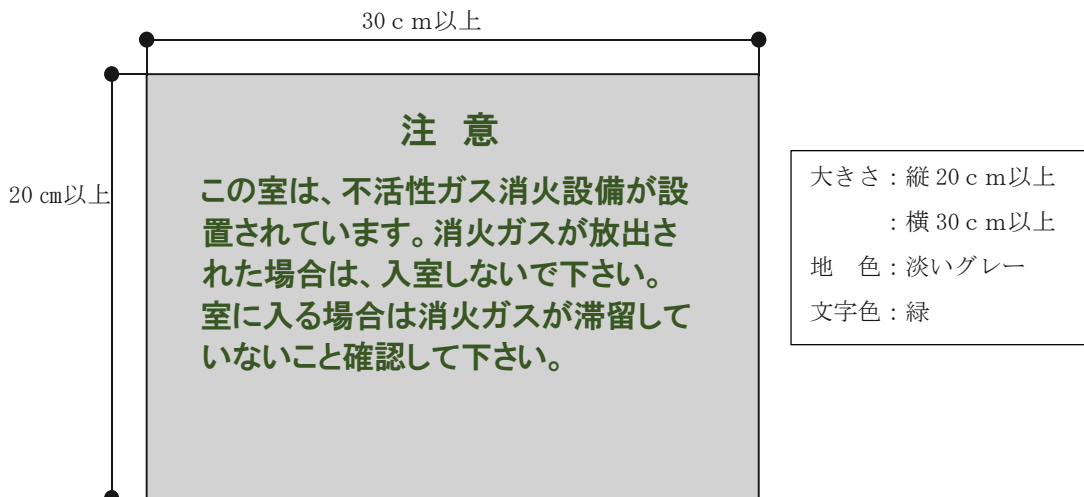 30ｃｍ以上
20㎝以上
注　意
この室は、不活性ガス消火設備が設
置されています。消火ガスが放出さ
れた場合は、入室しないで下さい。
室に入る場合は消火ガスが滞留して
いないこと確認して下さい。
大きさ：縦20ｃｍ以上
：横30ｃｍ以上
地　色：淡いグレー
文字色：緑